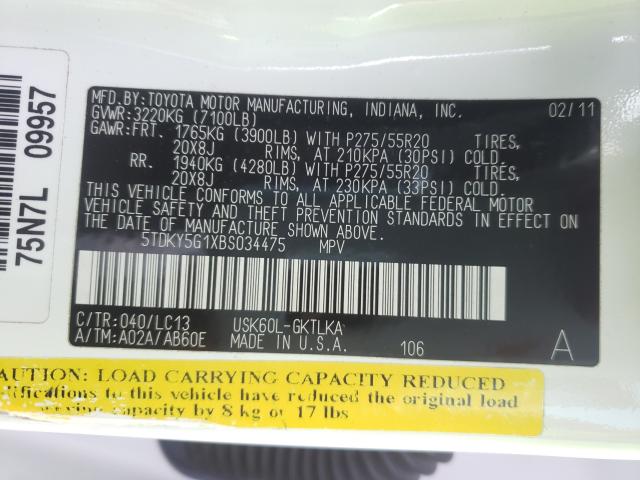 MFD.BY:TOYOTA MOTOR MANUFACTURING, INDIANA, INC. 02/11
GVWR:3220KG (7100LB)
GAWR:FRT. 1765KG (3900LB) WITH P275/55R20 TIRES,
20X8J RIMS, AT 210KPA (30PSI) COLD.
RR. 1940KG (4280LB) WITH P275/55R20 TIRES,
20X8J RIMS, AT 230KPA (33PSI) COLD.
THIS VEHICLE CONFORMS TO ALL APPLICABLE FEDERAL MOTOR
VEHICLE SAFETY AND THEFT PREVENTION STANDARDS IN EFFECT ON
THE DATE OF MANUFACTURE SHOWN ABOVE.
5TDKY5G1XBS034475 MPV
C/TR:040/LC13 USK60L-GKTLKA
A/TM:A02A/AB60E MADE IN U.S.A. 106 A
75N7L 09957
CAUTION: LOAD CARRYING CAPACITY REDUCED
difications to this vehicle have reduced the original load
carrying capacity by 8 kg or 17 lbs